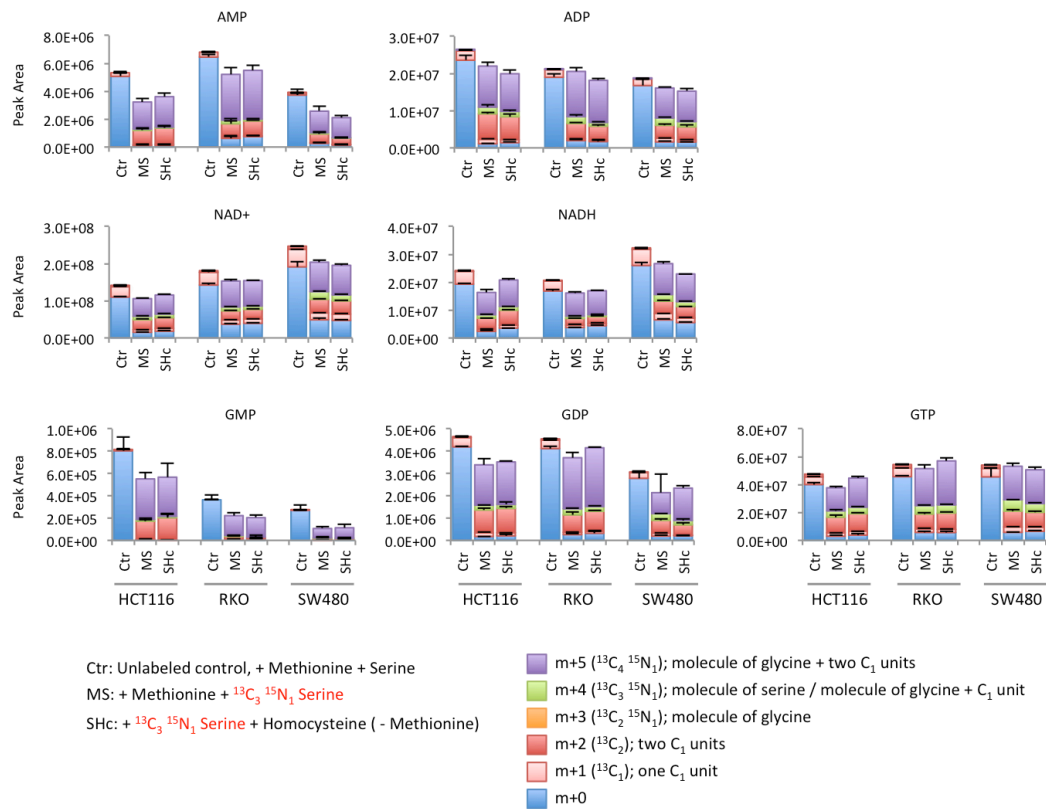 AMP
ADP
Peak Area
8.0E+06
6.0E+06
4.0E+06
2.0E+06
0.0E+00
Ctr
MS
SHc
Ctr
MS
SHc
Ctr
MS
SHc
3.0E+07
2.0E+07
1.0E+07
0.0E+00
Ctr
MS
SHc
Ctr
MS
SHc
Ctr
MS
SHc
NAD+
NADH
Peak Area
3.0E+08
2.0E+08
1.0E+08
0.0E+00
Ctr
MS
SHc
Ctr
MS
SHc
Ctr
MS
SHc
4.0E+07
3.0E+07
2.0E+07
1.0E+07
0.0E+00
Ctr
MS
SHc
Ctr
MS
SHc
Ctr
MS
SHc
GMP
GDP
GTP
Peak Area
1.0E+06
8.0E+05
6.0E+05
4.0E+05
2.0E+05
0.0E+00
Ctr
MS
SHc
Ctr
MS
SHc
Ctr
MS
SHc
HCT116
RKO
SW480
5.0E+06
4.0E+06
3.0E+06
2.0E+06
1.0E+06
0.0E+00
Ctr
MS
SHc
Ctr
MS
SHc
Ctr
MS
SHc
HCT116
RKO
SW480
8.0E+07
6.0E+07
4.0E+07
2.0E+07
0.0E+00
Ctr
MS
SHc
Ctr
MS
SHc
Ctr
MS
SHc
HCT116
RKO
SW480
Ctr: Unlabeled control, + Methionine + Serine
MS: + Methionine + ¹³C₃ ¹⁵N₁ Serine
SHc: + ¹³C₃ ¹⁵N₁ Serine + Homocysteine ( - Methionine)
m+5 (¹³C₄ ¹⁵N₁); molecule of glycine + two C₁ units
m+4 (¹³C₃ ¹⁵N₁); molecule of serine / molecule of glycine + C₁ unit
m+3 (¹³C₂ ¹⁵N₁); molecule of glycine
m+2 (¹³C₂); two C₁ units
m+1 (¹³C₁); one C₁ unit
m+0